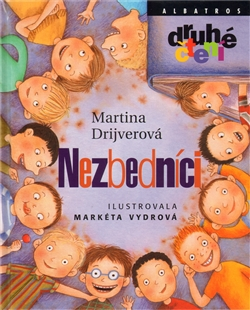 ALBATROS
druhé
čtení
Martina
Drijverová
Nezbedníci
ILUSTROVALA
MARKÉTA VYDROVÁ